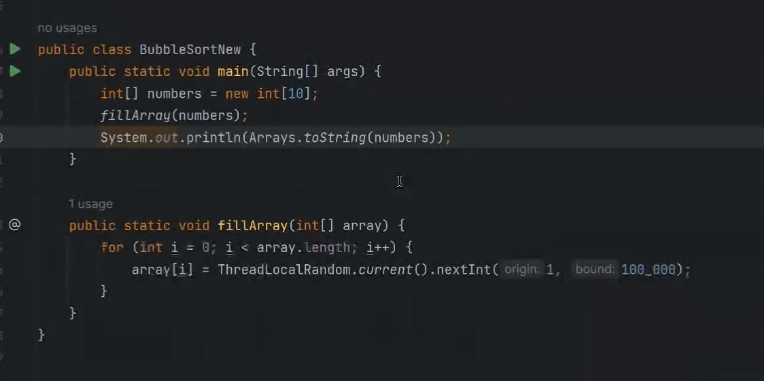 no usages
public class BubbleSortNew {
public static void main(String[] args) {
int[] numbers = new int[10];
fillArray(numbers);
System.out.println(Arrays.toString(numbers));
}
1 usage
@ public static void fillArray(int[] array) {
for (int i = 0; i < array.length; i++) {
array[i] = ThreadLocalRandom.current().nextInt( origin: 1, bound: 100_000);
}
}
}